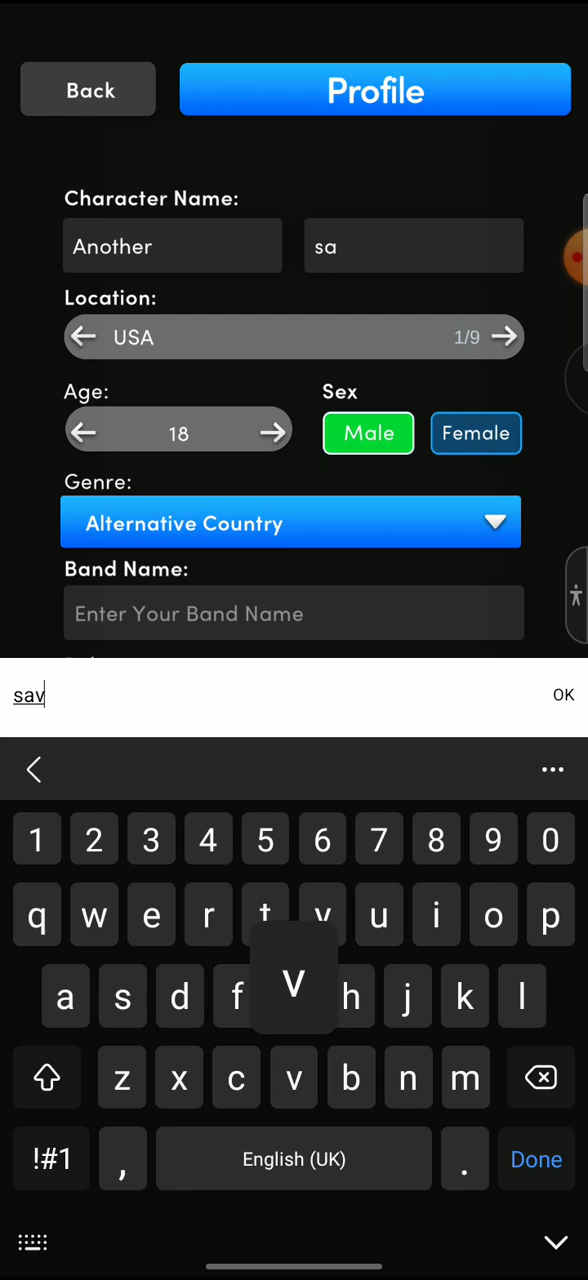 Back Profile
Character Name:
Another sa
Location:
USA 1/9
Age: Sex
18 Male Female
Genre:
Alternative Country
Band Name:
Enter Your Band Name
sav OK
1 2 3 4 5 6 7 8 9 0
q w e r t y u i o p
a s d f v h j k l
z x c v b n m
!#1 , English (UK) . Done